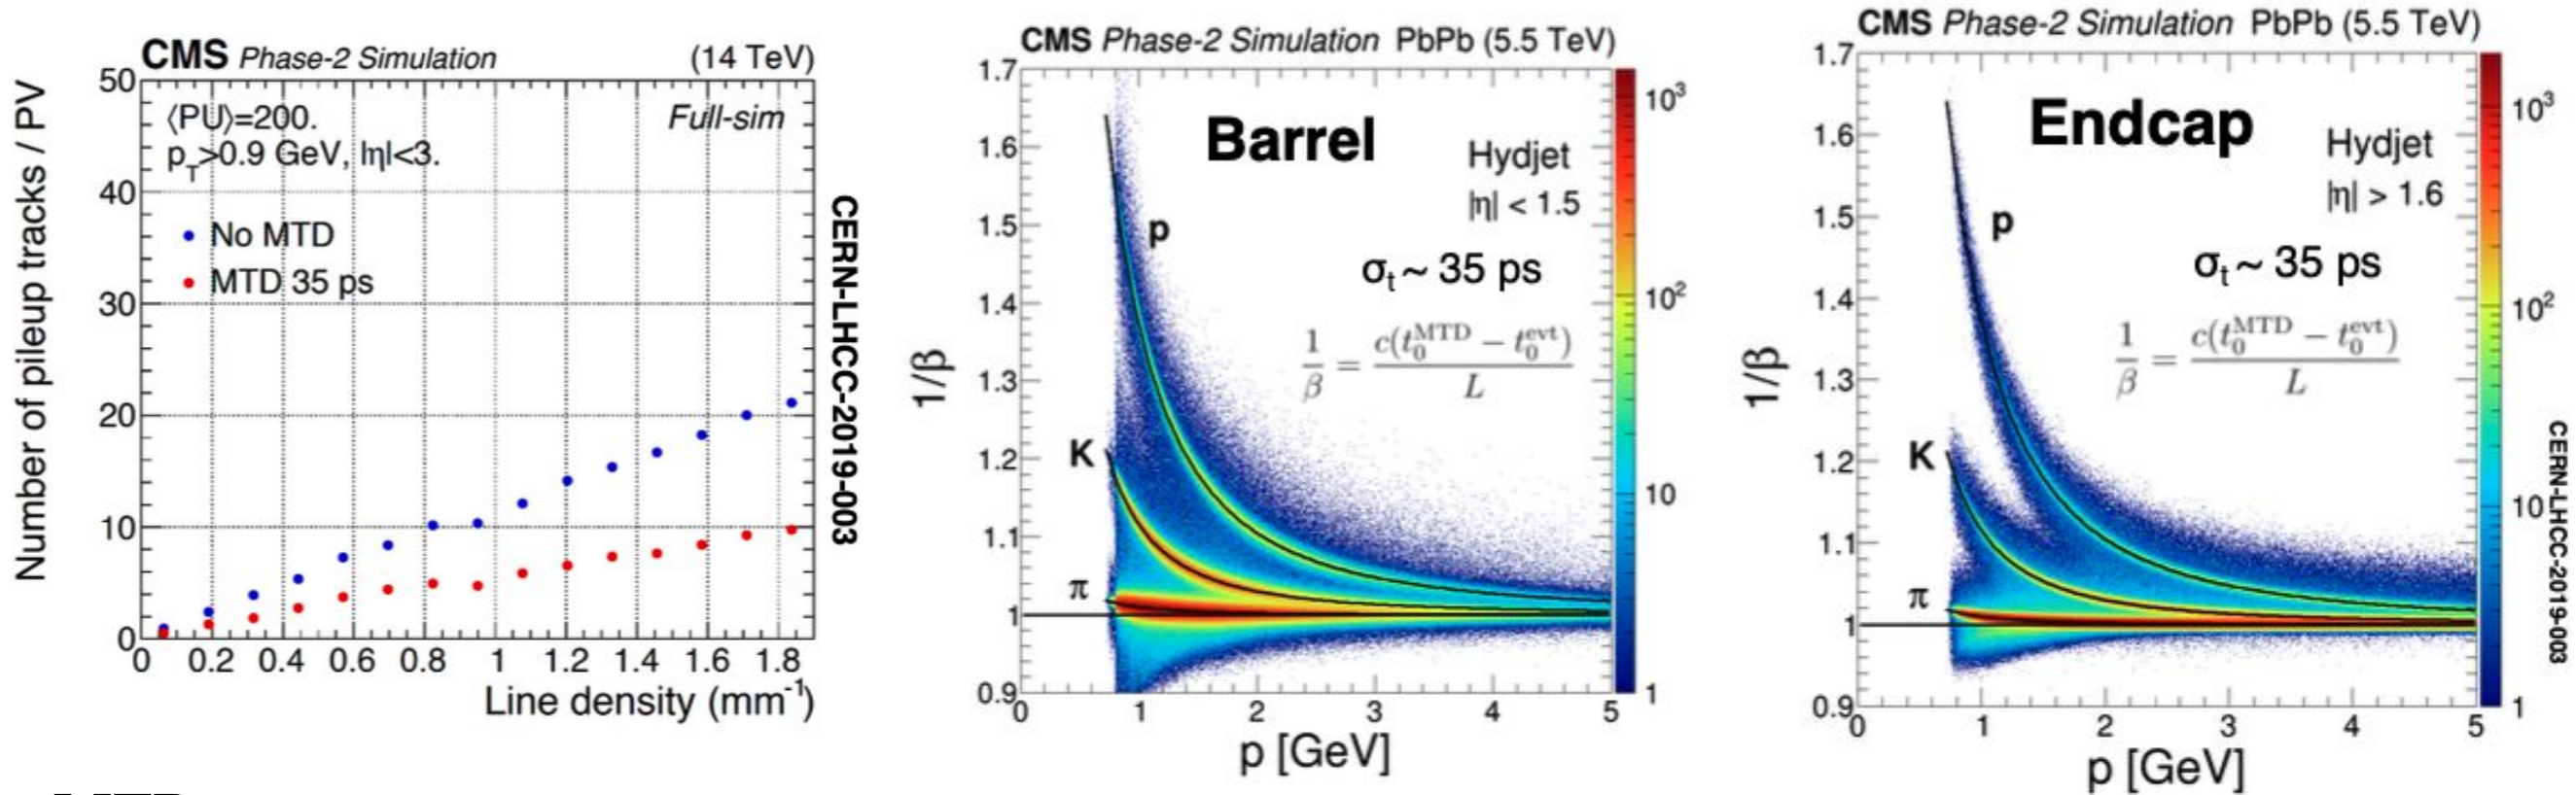 CMS Phase-2 Simulation (14 TeV)
50
40
30
20
10
0
Number of pileup tracks / PV
⟨PU⟩=200.
Full-sim
p_T>0.9 GeV, |η|<3.
No MTD
MTD 35 ps
0 0.2 0.4 0.6 0.8 1 1.2 1.4 1.6 1.8
Line density (mm⁻¹)
CERN-LHCC-2019-003
CMS Phase-2 Simulation PbPb (5.5 TeV)
1.7
1.6
1.5
1.4
1.3
1.2
1.1
1
0.9
1/β
Barrel
Hydjet
|η| < 1.5
p
σ_t ~ 35 ps
1/β = c(t_0^MTD − t_0^evt)/L
K
π
0 1 2 3 4 5
p [GeV]
10³
10²
10
1
CMS Phase-2 Simulation PbPb (5.5 TeV)
1.7
1.6
1.5
1.4
1.3
1.2
1.1
1
0.9
1/β
Endcap
Hydjet
|η| > 1.6
p
σ_t ~ 35 ps
1/β = c(t_0^MTD − t_0^evt)/L
K
π
0 1 2 3 4 5
p [GeV]
10³
10²
10
1
CERN-LHCC-2019-003